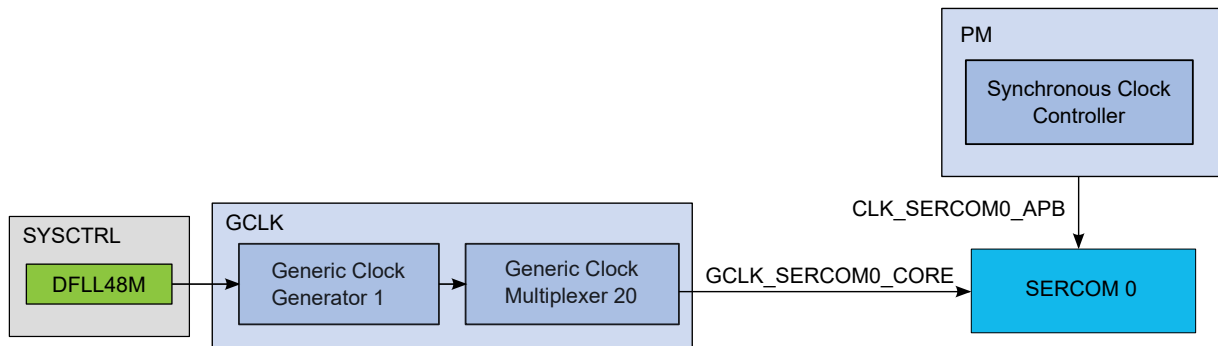 PM
Synchronous Clock
Controller
CLK_SERCOM0_APB
SYSCTRL
DFLL48M
GCLK
Generic Clock
Generator 1
Generic Clock
Multiplexer 20
GCLK_SERCOM0_CORE
SERCOM 0